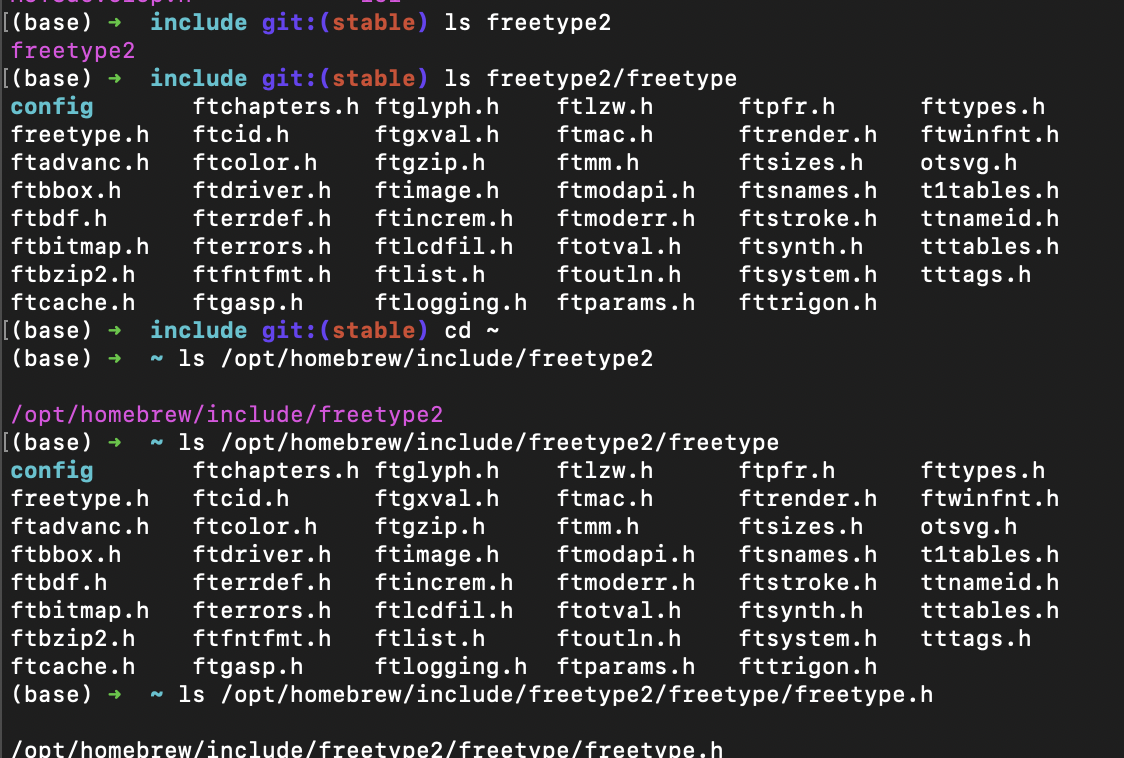 (base) ➜  include git:(stable) ls freetype2
freetype2
(base) ➜  include git:(stable) ls freetype2/freetype
config       ftchapters.h ftglyph.h    ftlzw.h      ftpfr.h      fttypes.h
freetype.h   ftcid.h      ftgxval.h    ftmac.h      ftrender.h   ftwinfnt.h
ftadvanc.h   ftcolor.h    ftgzip.h     ftmm.h       ftsizes.h    otsvg.h
ftbbox.h     ftdriver.h   ftimage.h    ftmodapi.h   ftsnames.h   t1tables.h
ftbdf.h      fterrdef.h   ftincrem.h   ftmoderr.h   ftstroke.h   ttnameid.h
ftbitmap.h   fterrors.h   ftlcdfil.h   ftotval.h    ftsynth.h    tttables.h
ftbzip2.h    ftfntfmt.h   ftlist.h     ftoutln.h    ftsystem.h   tttags.h
ftcache.h    ftgasp.h     ftlogging.h  ftparams.h   fttrigon.h
(base) ➜  include git:(stable) cd ~
(base) ➜  ~ ls /opt/homebrew/include/freetype2
/opt/homebrew/include/freetype2
(base) ➜  ~ ls /opt/homebrew/include/freetype2/freetype
config       ftchapters.h ftglyph.h    ftlzw.h      ftpfr.h      fttypes.h
freetype.h   ftcid.h      ftgxval.h    ftmac.h      ftrender.h   ftwinfnt.h
ftadvanc.h   ftcolor.h    ftgzip.h     ftmm.h       ftsizes.h    otsvg.h
ftbbox.h     ftdriver.h   ftimage.h    ftmodapi.h   ftsnames.h   t1tables.h
ftbdf.h      fterrdef.h   ftincrem.h   ftmoderr.h   ftstroke.h   ttnameid.h
ftbitmap.h   fterrors.h   ftlcdfil.h   ftotval.h    ftsynth.h    tttables.h
ftbzip2.h    ftfntfmt.h   ftlist.h     ftoutln.h    ftsystem.h   tttags.h
ftcache.h    ftgasp.h     ftlogging.h  ftparams.h   fttrigon.h
(base) ➜  ~ ls /opt/homebrew/include/freetype2/freetype/freetype.h
/opt/homebrew/include/freetype2/freetype/freetype.h